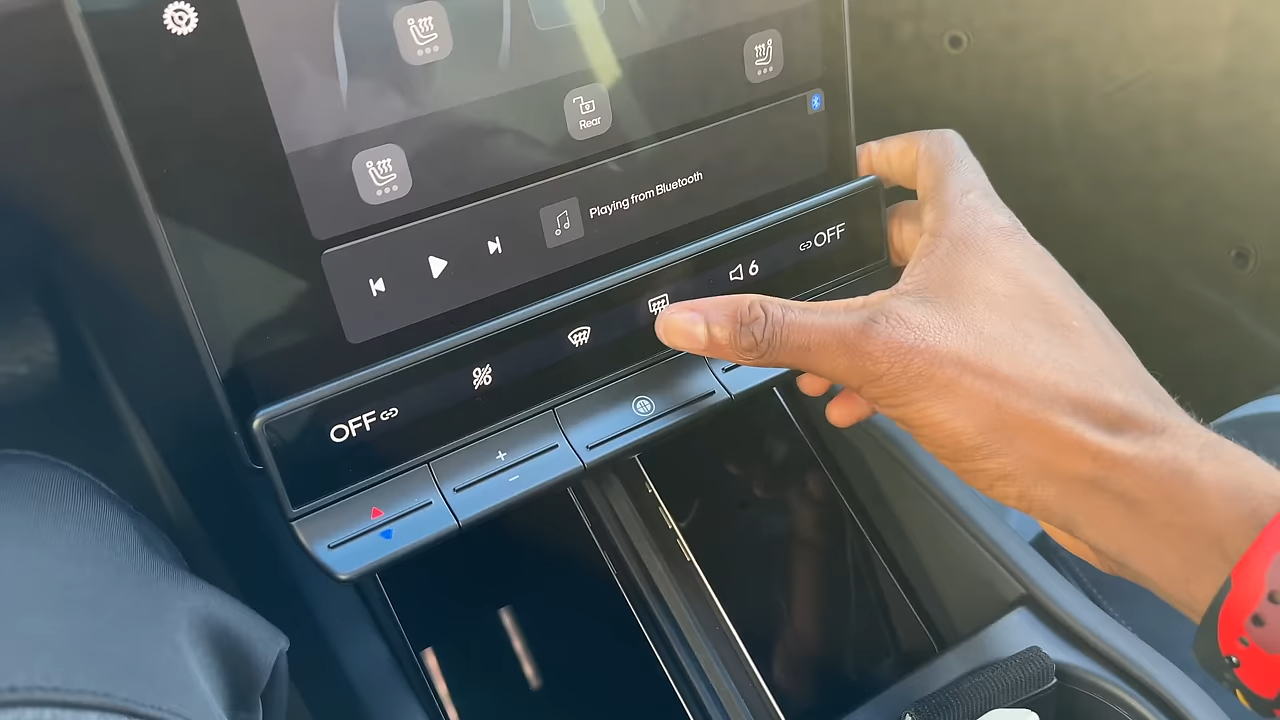 Rear
Playing from Bluetooth
OFF
6
OFF
+
−